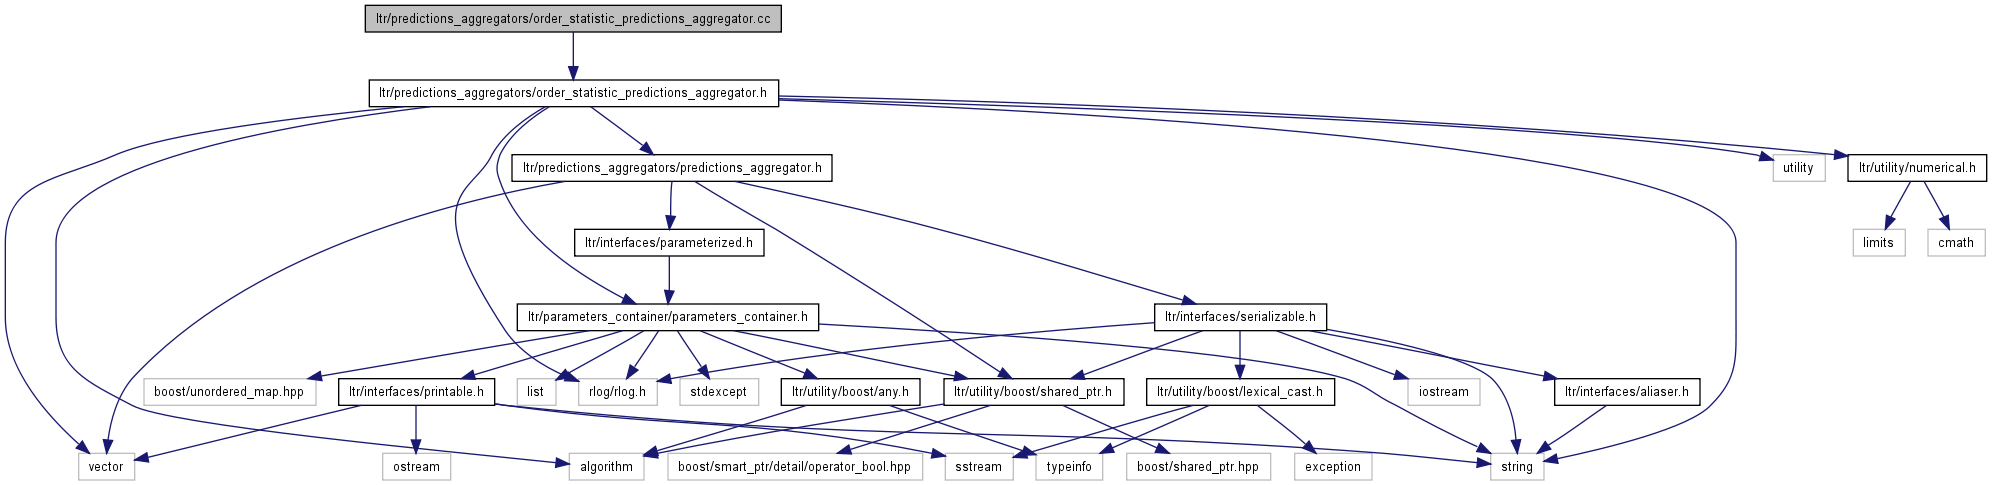 ltr/predictions_aggregators/order_statistic_predictions_aggregator.cc
ltr/predictions_aggregators/order_statistic_predictions_aggregator.h
ltr/predictions_aggregators/predictions_aggregator.h
utility
ltr/utility/numerical.h
ltr/interfaces/parameterized.h
limits
cmath
ltr/parameters_container/parameters_container.h
ltr/interfaces/serializable.h
boost/unordered_map.hpp
ltr/interfaces/printable.h
list
rlog/rlog.h
stdexcept
ltr/utility/boost/any.h
ltr/utility/boost/shared_ptr.h
ltr/utility/boost/lexical_cast.h
iostream
ltr/interfaces/aliaser.h
vector
ostream
algorithm
boost/smart_ptr/detail/operator_bool.hpp
sstream
typeinfo
boost/shared_ptr.hpp
exception
string